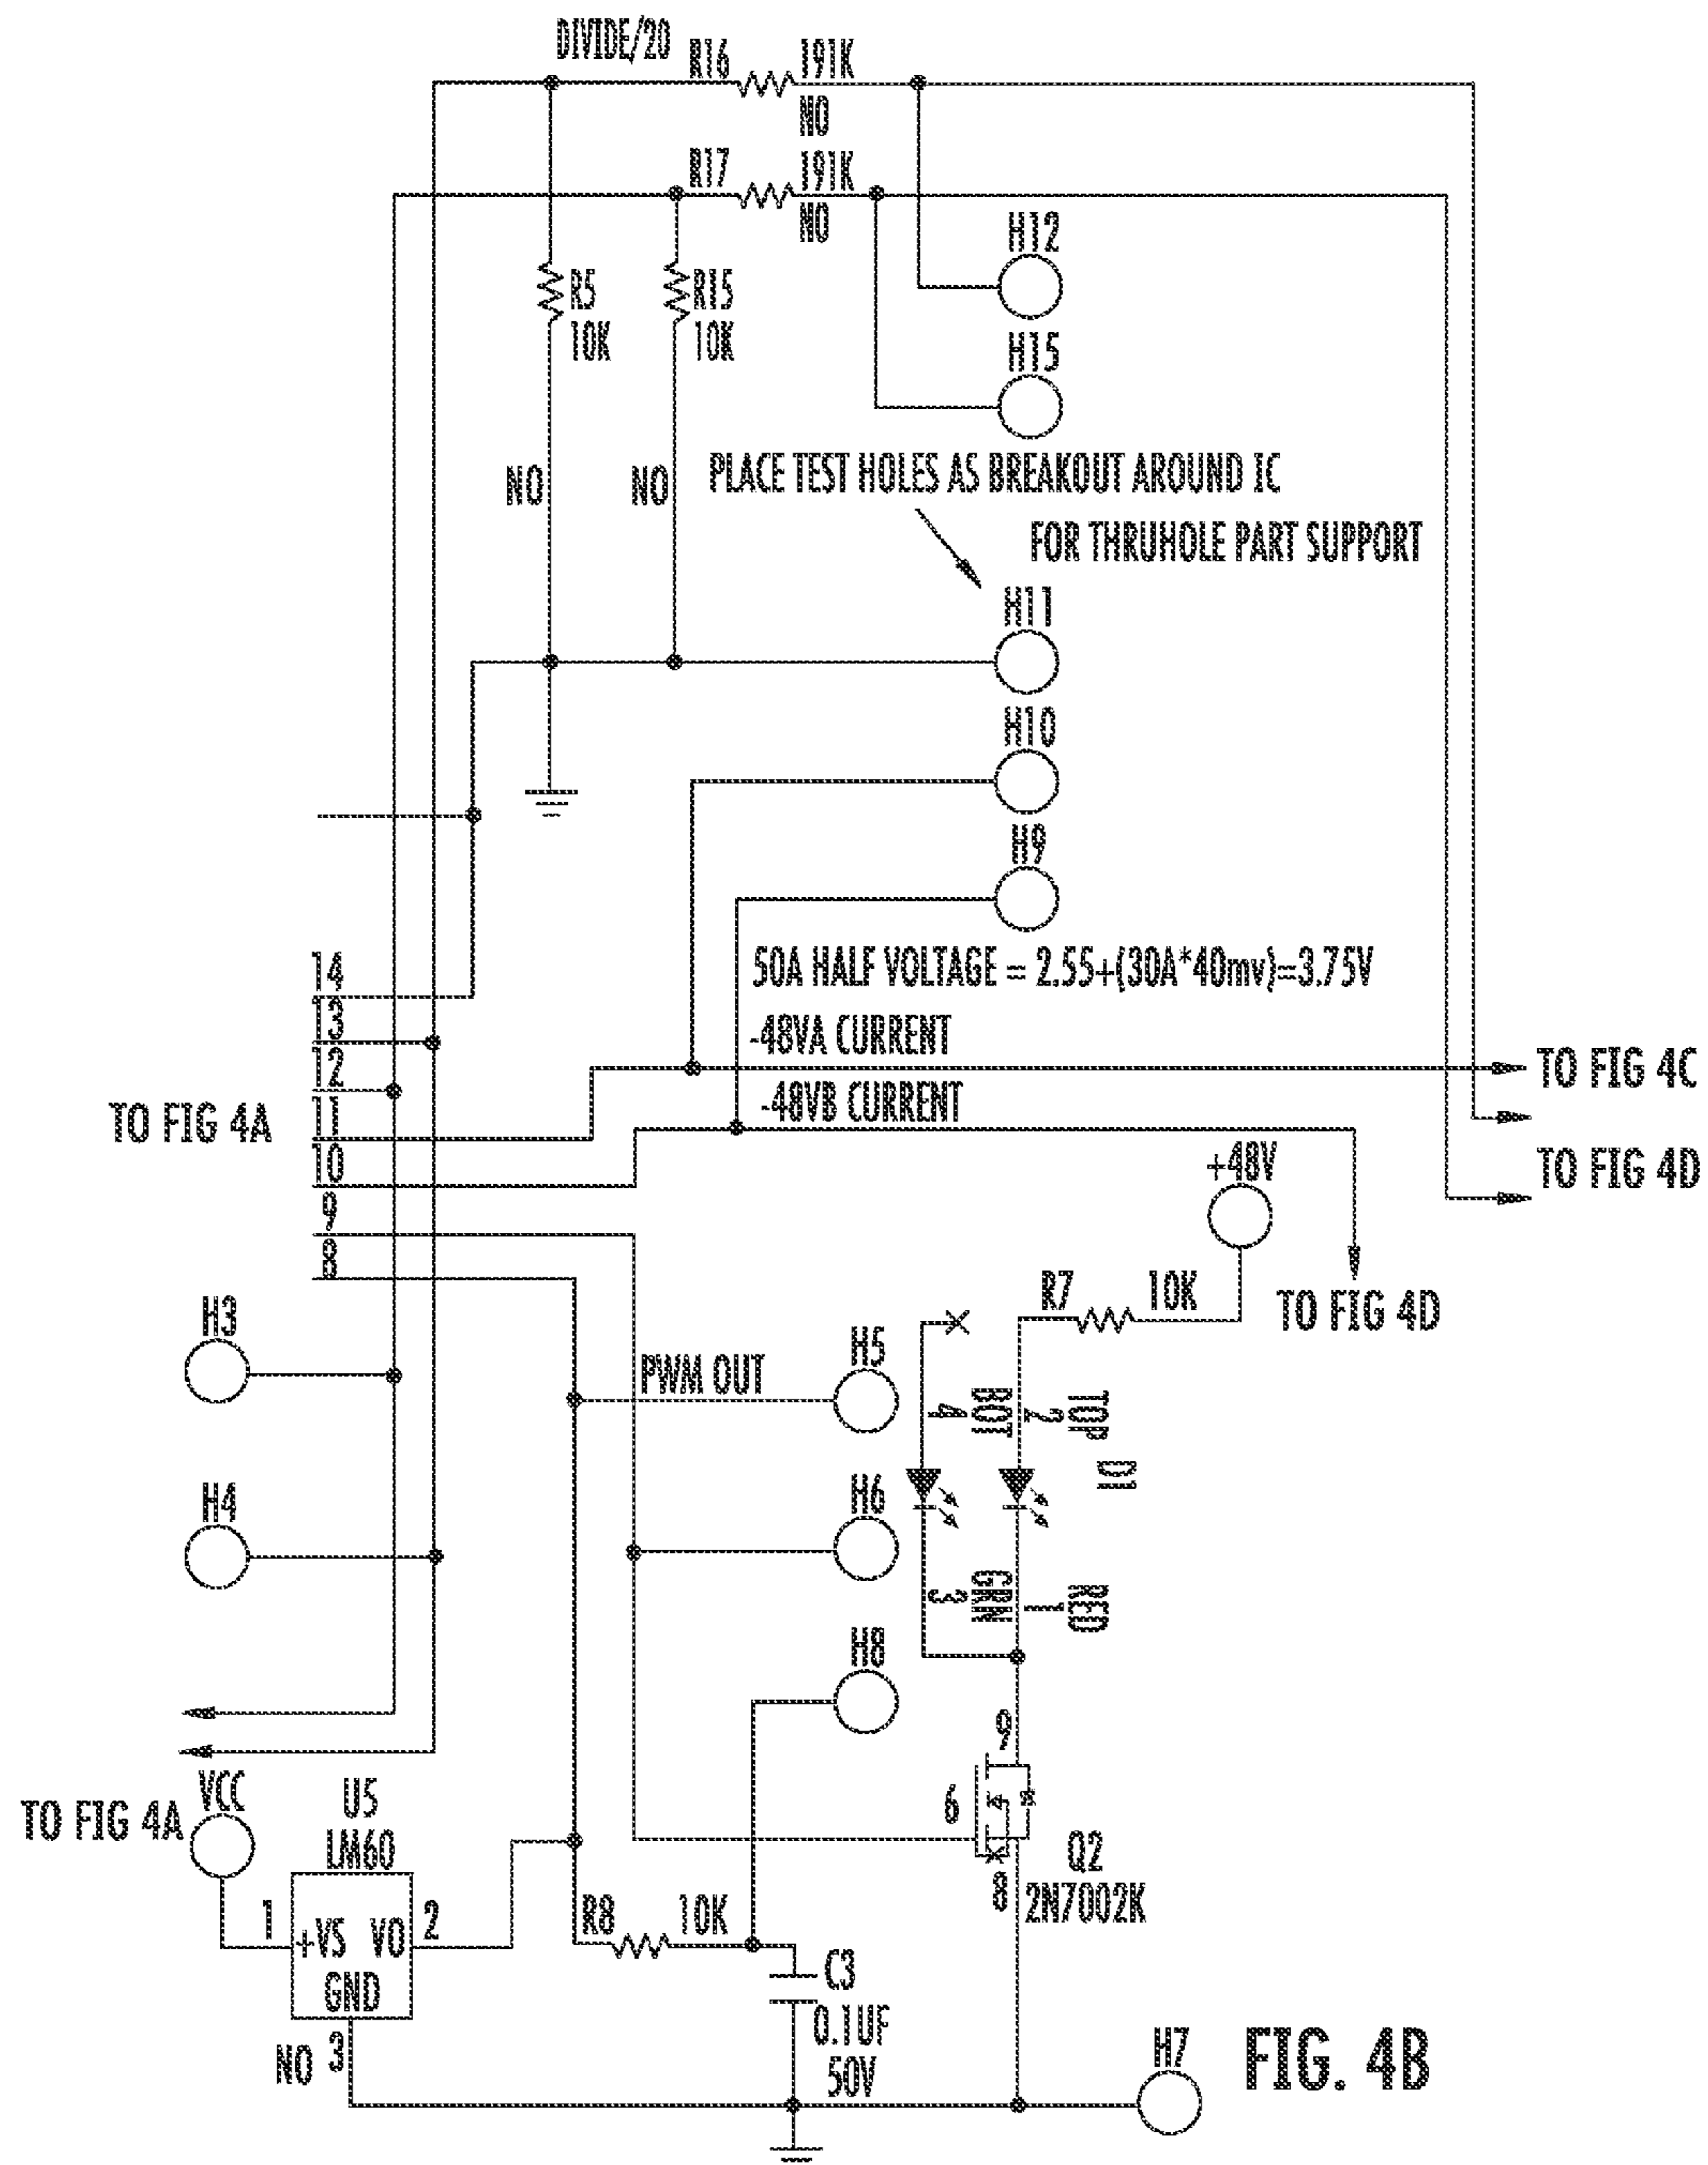 DIVIDE/20
R16 191K
NO
R17 191K
NO
H12
R5
10K
R15
10K
H15
NO
NO
PLACE TEST HOLES AS BREAKOUT AROUND IC
FOR THRUHOLE PART SUPPORT
H11
H10
H9
50A HALF VOLTAGE = 2.55+(30A*40mv)=3.75V
14
13
-48VA CURRENT
12
TO FIG 4C
11
-48VB CURRENT
TO FIG 4A
10
+48V
TO FIG 4D
9
8
R7 10K
TO FIG 4D
H3
PWM OUT
H5
4
BOT
2
TOP
D1
H4
H6
3
GRN
1
RED
H8
9
VCC
TO FIG 4A
U5
LM60
6
Q2
2N7002K
8
1
+VS VO
2
GND
R8 10K
C3
0.1UF
50V
NO 3
H7
FIG. 4B